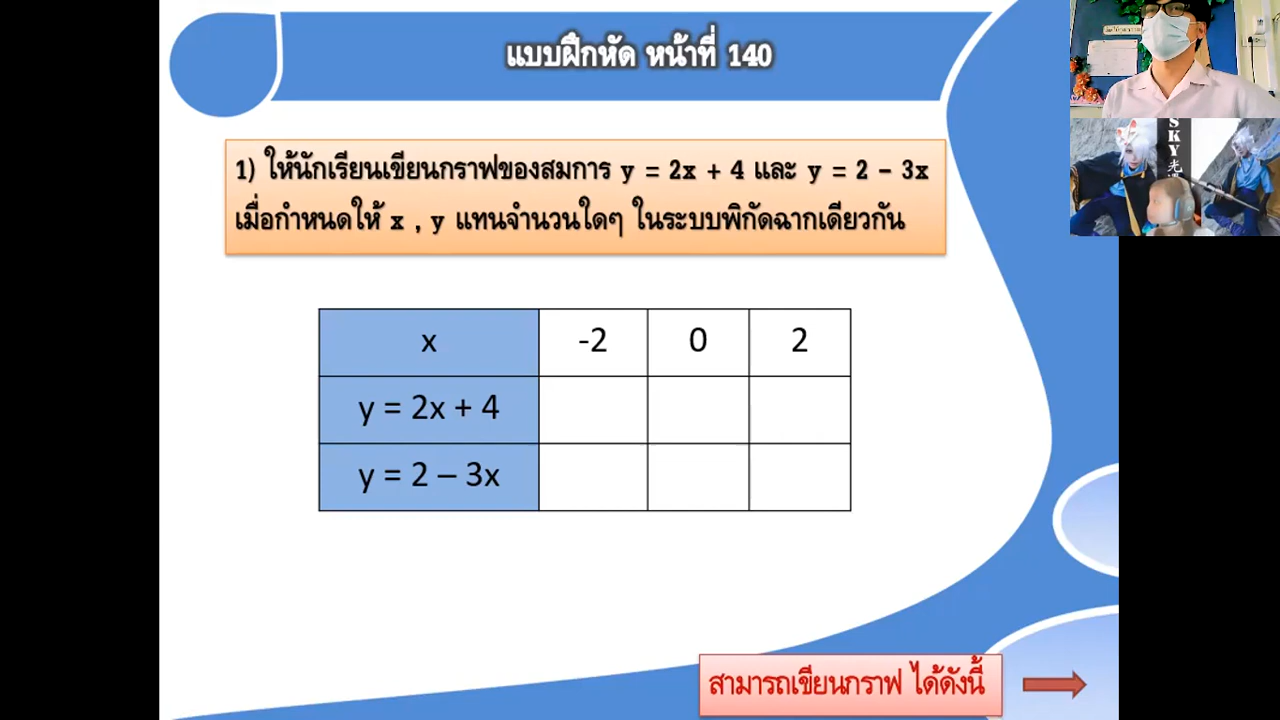 แบบฝึกหัด หน้าที่ 140
1) ให้นักเรียนเขียนกราฟของสมการ y = 2x + 4 และ y = 2 – 3x
เมื่อกำหนดให้ x , y แทนจำนวนใดๆ ในระบบพิกัดฉากเดียวกัน
x -2 0 2
y = 2x + 4
y = 2 – 3x
สามารถเขียนกราฟ ได้ดังนี้
SKY